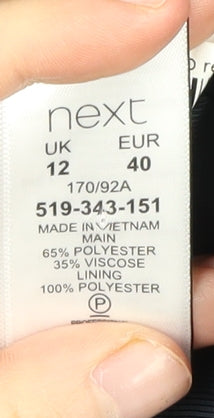 next
UK EUR
12 40
170/92A
519-343-151
MADE IN VIETNAM
MAIN
65% POLYESTER
35% VISCOSE
LINING
100% POLYESTER
P